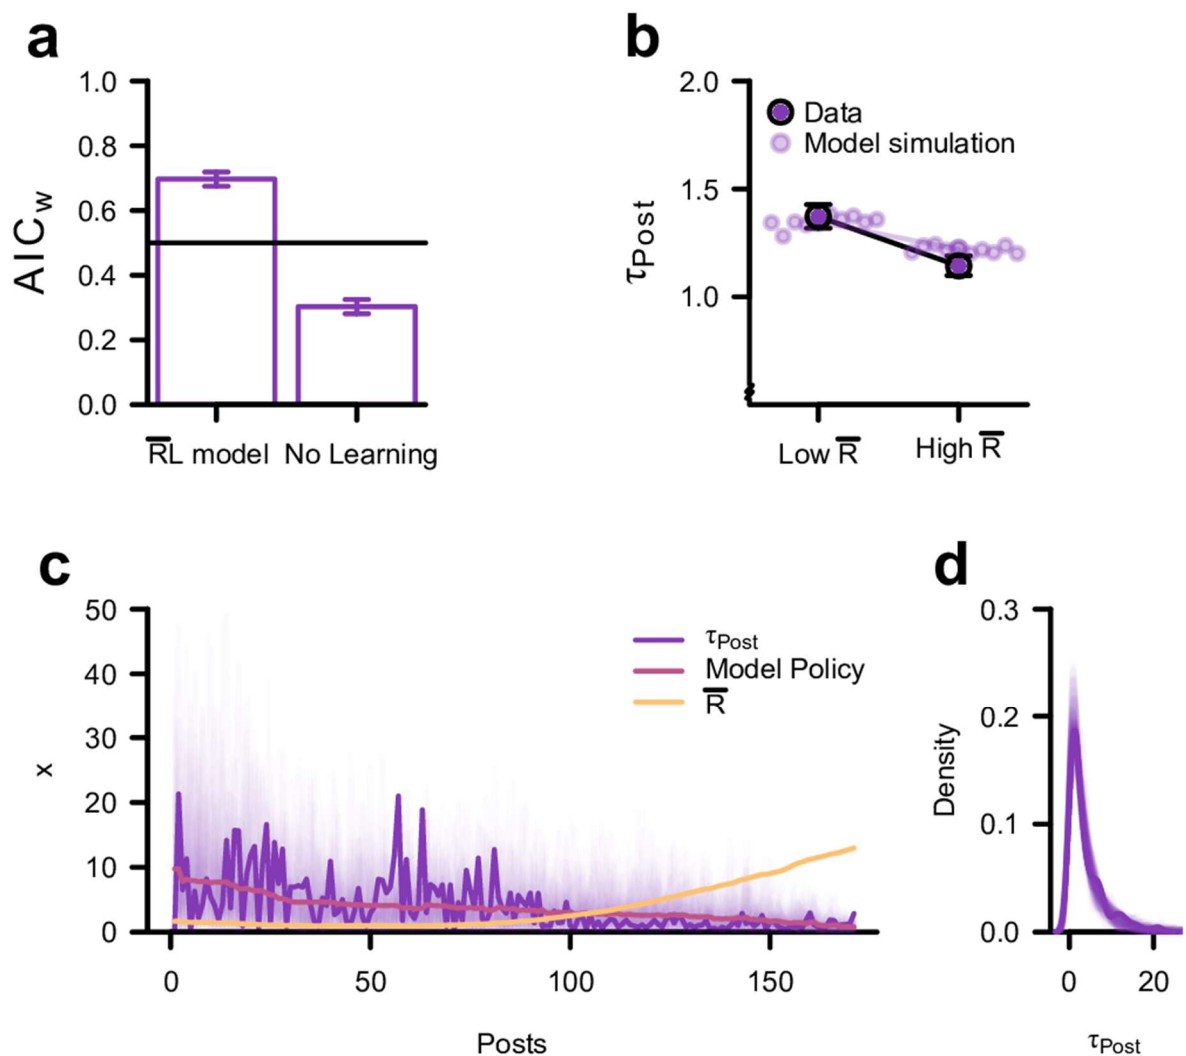 a
1.0
0.8
0.6
0.4
0.2
0.0
AICw
R̅L model
No Learning
b
2.0
1.5
1.0
τPost
Data
Model simulation
Low R̅
High R̅
c
50
40
30
20
10
0
x
τPost
Model Policy
R̅
0
50
100
150
Posts
d
0.3
0.2
0.1
0.0
Density
0
20
τPost